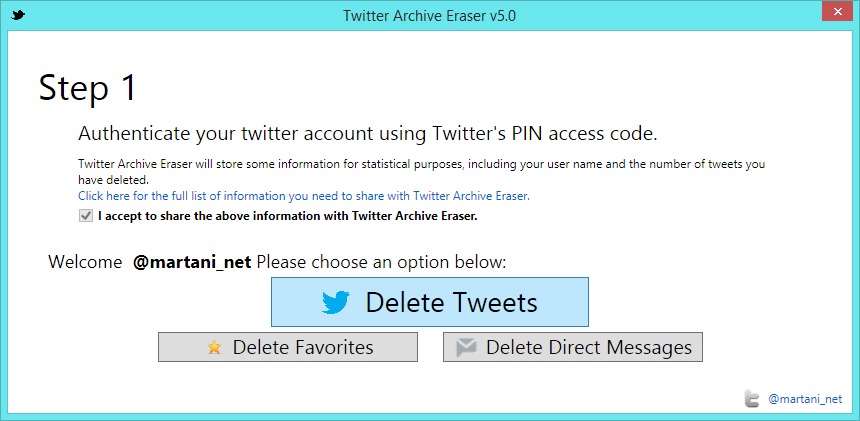 Twitter Archive Eraser v5.0
Step 1
Authenticate your twitter account using Twitter's PIN access code.
Twitter Archive Eraser will store some information for statistical purposes, including your user name and the number of tweets you
have deleted.
Click here for the full list of information you need to share with Twitter Archive Eraser.
I accept to share the above information with Twitter Archive Eraser.
Welcome @martani_net Please choose an option below:
Delete Tweets
Delete Favorites
Delete Direct Messages
@martani_net